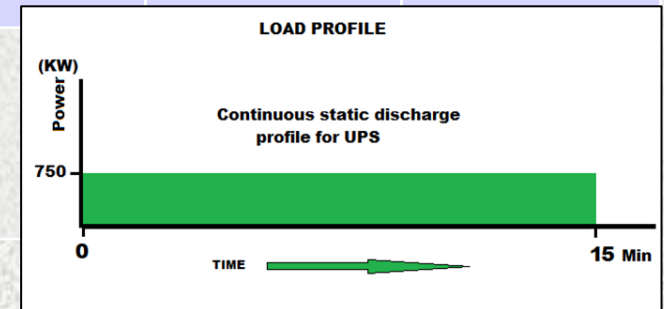 LOAD PROFILE
(KW)
Power
Continuous static discharge
profile for UPS
750
0
15 Min
TIME